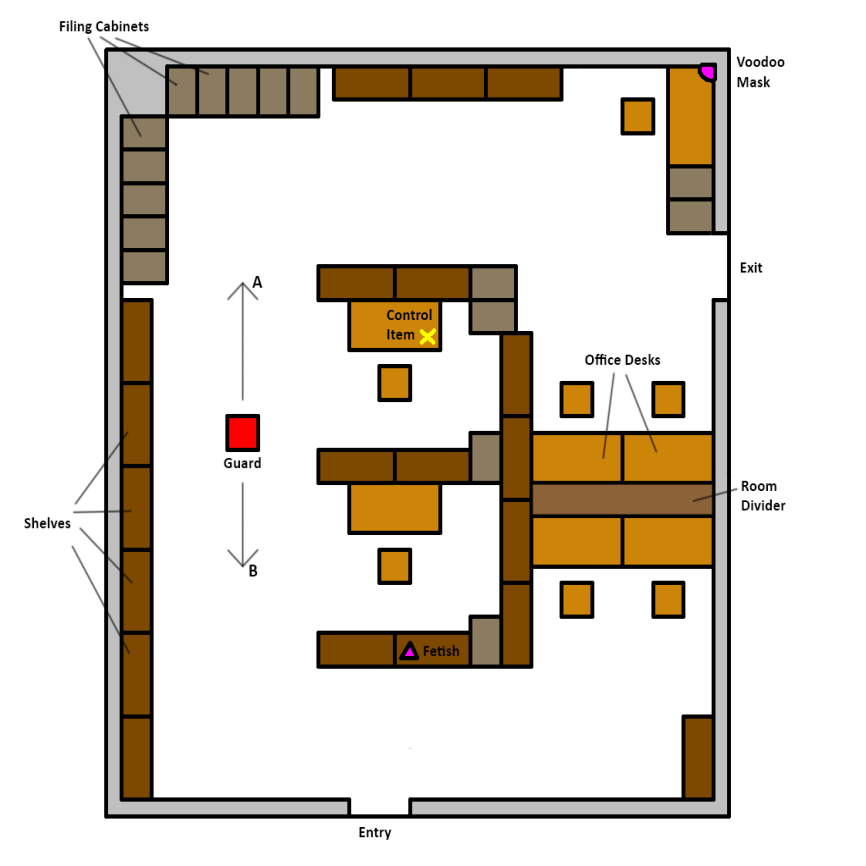 Filing Cabinets
Voodoo
Mask
Exit
A
Control
Item
Office Desks
Guard
Room
Divider
Shelves
B
Fetish
Entry